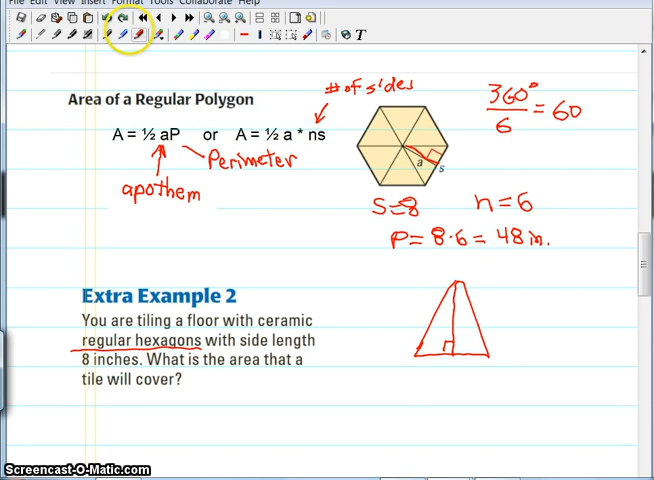 File Edit View Insert Format Tools Collaborate Help
# of sides
Area of a Regular Polygon
360°
6
= 60
A = ½ aP or A = ½ a * ns
Perimeter
apothem
a
s
s=8
n=6
P= 8·6 = 48 in.
Extra Example 2
You are tiling a floor with ceramic
regular hexagons with side length
8 inches. What is the area that a
tile will cover?
Screencast-O-Matic.com